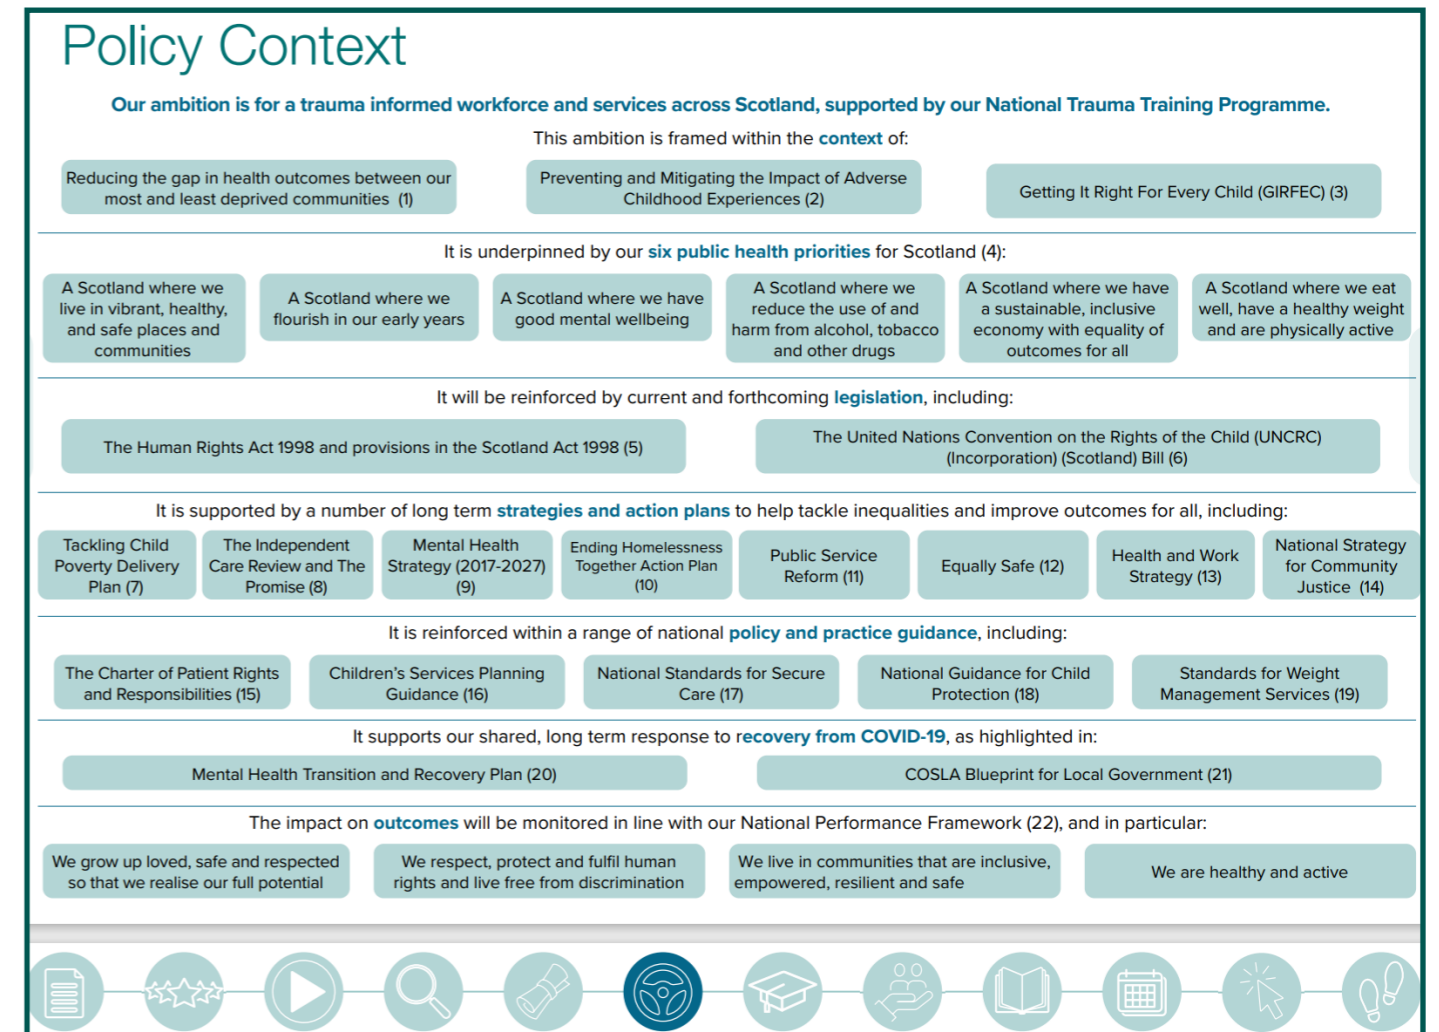 Policy Context
Our ambition is for a trauma informed workforce and services across Scotland, supported by our National Trauma Training Programme.
This ambition is framed within the context of:
Reducing the gap in health outcomes between our
most and least deprived communities (1)
Preventing and Mitigating the Impact of Adverse
Childhood Experiences (2)
Getting It Right For Every Child (GIRFEC) (3)
It is underpinned by our six public health priorities for Scotland (4):
A Scotland where we
live in vibrant, healthy,
and safe places and
communities
A Scotland where we
flourish in our early years
A Scotland where we have
good mental wellbeing
A Scotland where we
reduce the use of and
harm from alcohol, tobacco
and other drugs
A Scotland where we have
a sustainable, inclusive
economy with equality of
outcomes for all
A Scotland where we eat
well, have a healthy weight
and are physically active
It will be reinforced by current and forthcoming legislation, including:
The Human Rights Act 1998 and provisions in the Scotland Act 1998 (5)
The United Nations Convention on the Rights of the Child (UNCRC)
(Incorporation) (Scotland) Bill (6)
It is supported by a number of long term strategies and action plans to help tackle inequalities and improve outcomes for all, including:
Tackling Child
Poverty Delivery
Plan (7)
The Independent
Care Review and The
Promise (8)
Mental Health
Strategy (2017-2027)
(9)
Ending Homelessness
Together Action Plan
(10)
Public Service
Reform (11)
Equally Safe (12)
Health and Work
Strategy (13)
National Strategy
for Community
Justice (14)
It is reinforced within a range of national policy and practice guidance, including:
The Charter of Patient Rights
and Responsibilities (15)
Children's Services Planning
Guidance (16)
National Standards for Secure
Care (17)
National Guidance for Child
Protection (18)
Standards for Weight
Management Services (19)
It supports our shared, long term response to recovery from COVID-19, as highlighted in:
Mental Health Transition and Recovery Plan (20)
COSLA Blueprint for Local Government (21)
The impact on outcomes will be monitored in line with our National Performance Framework (22), and in particular:
We grow up loved, safe and respected
so that we realise our full potential
We respect, protect and fulfil human
rights and live free from discrimination
We live in communities that are inclusive,
empowered, resilient and safe
We are healthy and active